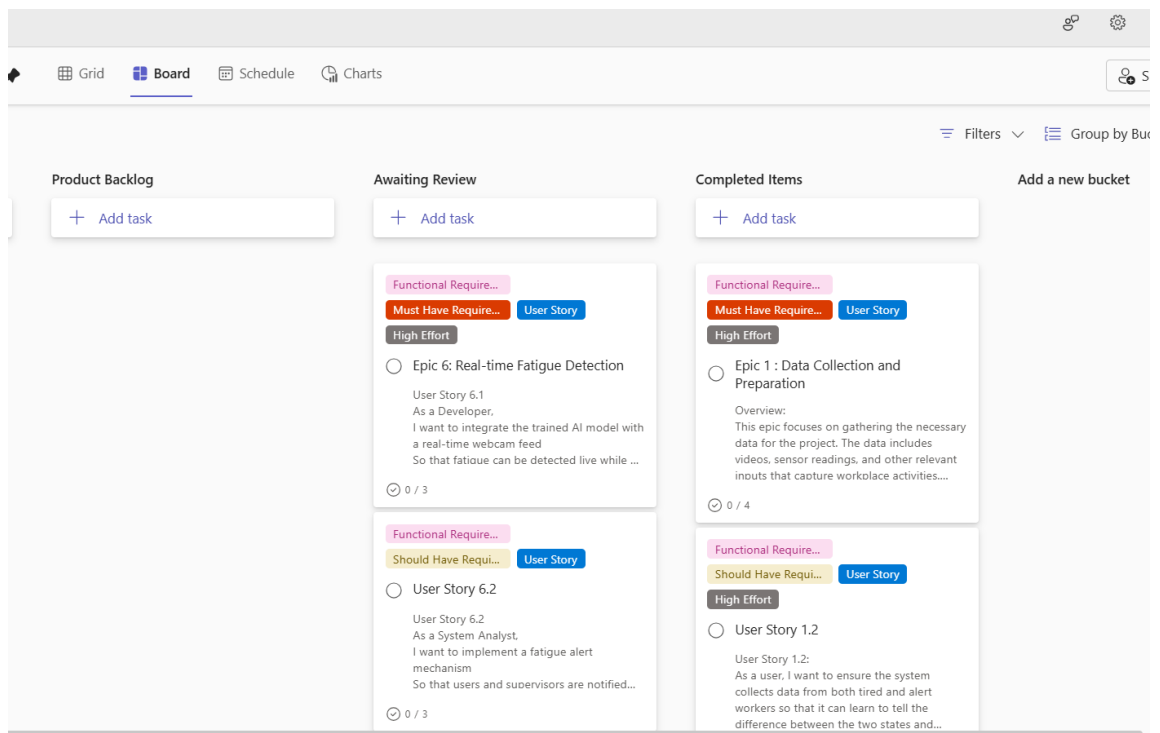 Grid Board Schedule Charts
S
Filters Group by Buc
Product Backlog
Add task
Awaiting Review
Add task
Functional Require...
Must Have Require... User Story
High Effort
Epic 6: Real-time Fatigue Detection
User Story 6.1
As a Developer,
I want to integrate the trained AI model with
a real-time webcam feed
So that fatigue can be detected live while ...
0 / 3
Functional Require...
Should Have Requi... User Story
User Story 6.2
User Story 6.2
As a System Analyst,
I want to implement a fatigue alert
mechanism
So that users and supervisors are notified...
0 / 3
Completed Items
Add task
Functional Require...
Must Have Require... User Story
High Effort
Epic 1 : Data Collection and
Preparation
Overview:
This epic focuses on gathering the necessary
data for the project. The data includes
videos, sensor readings, and other relevant
inputs that capture workplace activities....
0 / 4
Functional Require...
Should Have Requi... User Story
High Effort
User Story 1.2
User Story 1.2:
As a user, I want to ensure the system
collects data from both tired and alert
workers so that it can learn to tell the
difference between the two states and...
Add a new bucket